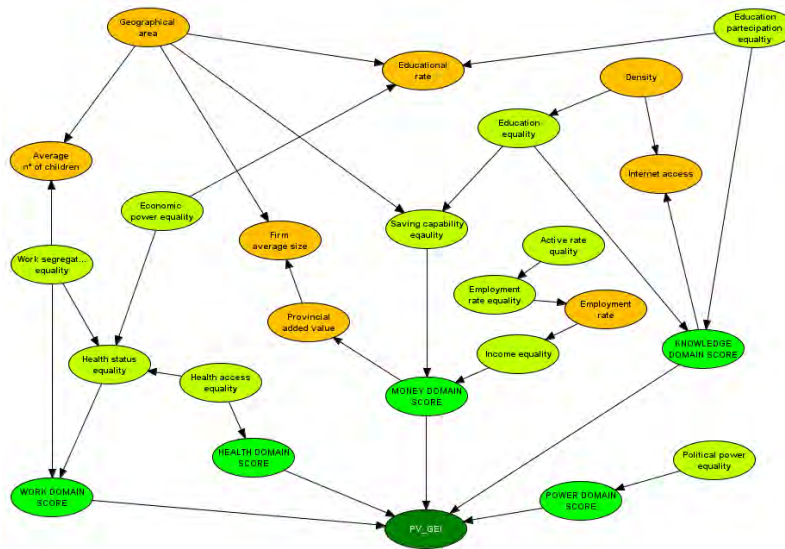 Geographical
area
Education
partecipation
equaltiy
Educational
rate
Density
Education
equality
Average
n° of children
Internet access
Economic
power equality
Firm
average size
Saving capability
eqaulity
Active rate
quality
Work segregat...
equality
Employment
rate equality
Employment
rate
Provincial
added value
Health status
equality
Income equality
KNOWLEDGE
DOMAIN SCORE
Health access
equality
MONEY DOMAIN
SCORE
HEALTH DOMAIN
SCORE
Political power
equality
WORK DOMAIN
SCORE
POWER DOMAIN
SCORE
PV_GEI